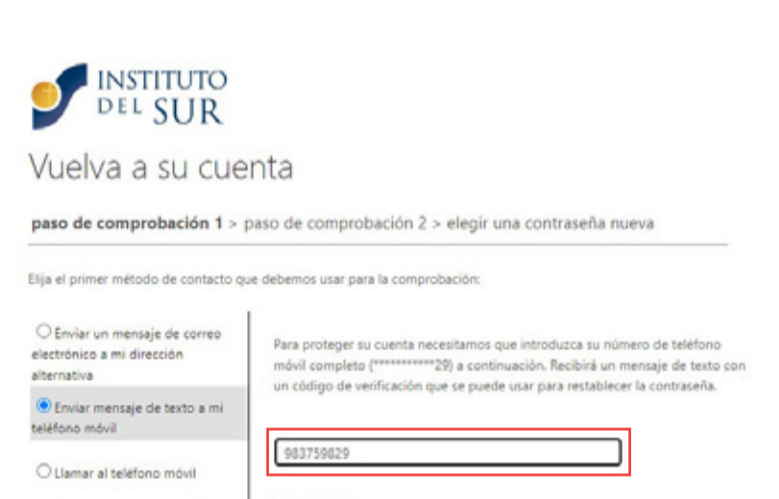 INSTITUTO
DEL SUR
Vuelva a su cuenta
paso de comprobación 1 > paso de comprobación 2 > elegir una contraseña nueva
Elija el primer método de contacto que debemos usar para la comprobación:
Enviar un mensaje de correo
electrónico a mi dirección
alternativa
Enviar mensaje de texto a mi
teléfono móvil
Llamar al teléfono móvil
Para proteger su cuenta necesitamos que introduzca su número de teléfono
móvil completo (***********29) a continuación. Recibirá un mensaje de texto con
un código de verificación que se puede usar para restablecer la contraseña.
983759829